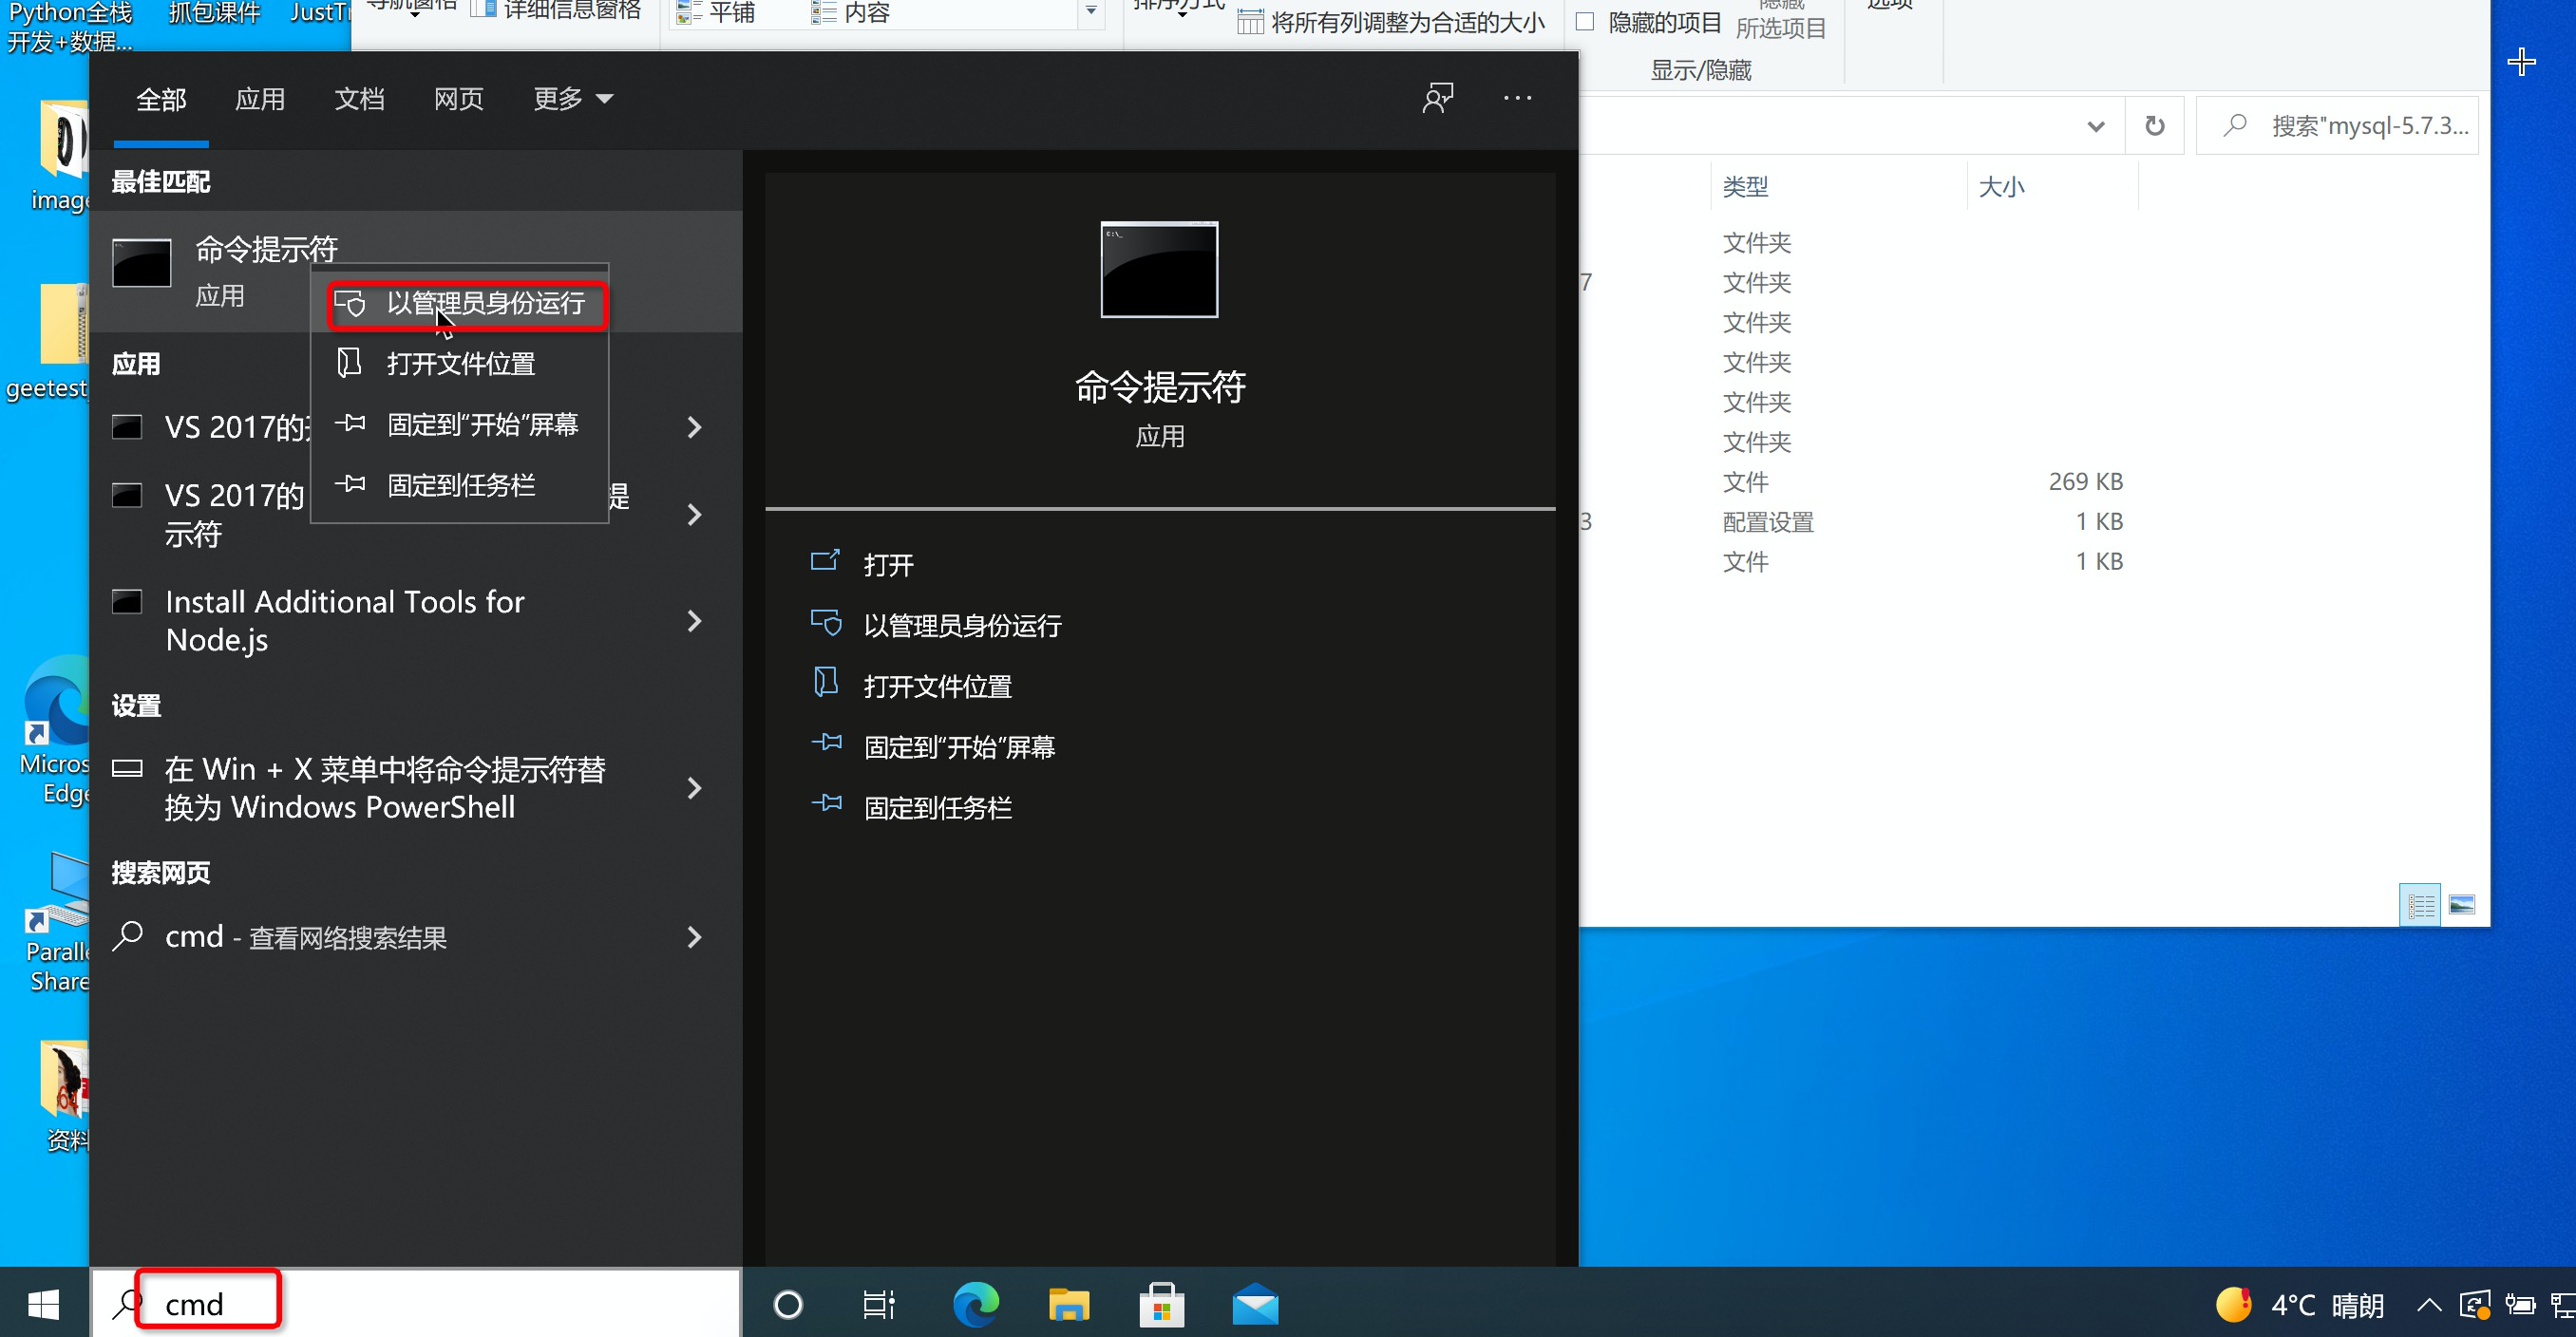 Python全栈
开发+数据...
抓包课件
JustTr
详细信息窗格
平铺
内容
将所有列调整为合适的大小
隐藏的项目
隐藏
所选项目
选项
显示/隐藏
搜索"mysql-5.7.3...
全部
应用
文档
网页
更多
最佳匹配
命令提示符
应用
以管理员身份运行
打开文件位置
固定到“开始”屏幕
固定到任务栏
应用
VS 2017的
VS 2017的
提
示符
Install Additional Tools for
Node.js
设置
在 Win + X 菜单中将命令提示符替
换为 Windows PowerShell
搜索网页
cmd - 查看网络搜索结果
命令提示符
应用
打开
以管理员身份运行
打开文件位置
固定到“开始”屏幕
固定到任务栏
类型
大小
文件夹
7
文件夹
文件夹
文件夹
文件夹
文件夹
文件
269 KB
3
配置设置
1 KB
文件
1 KB
image
geetest
Micros
Edge
Paralle
Share
资料
cmd
4°C 晴朗